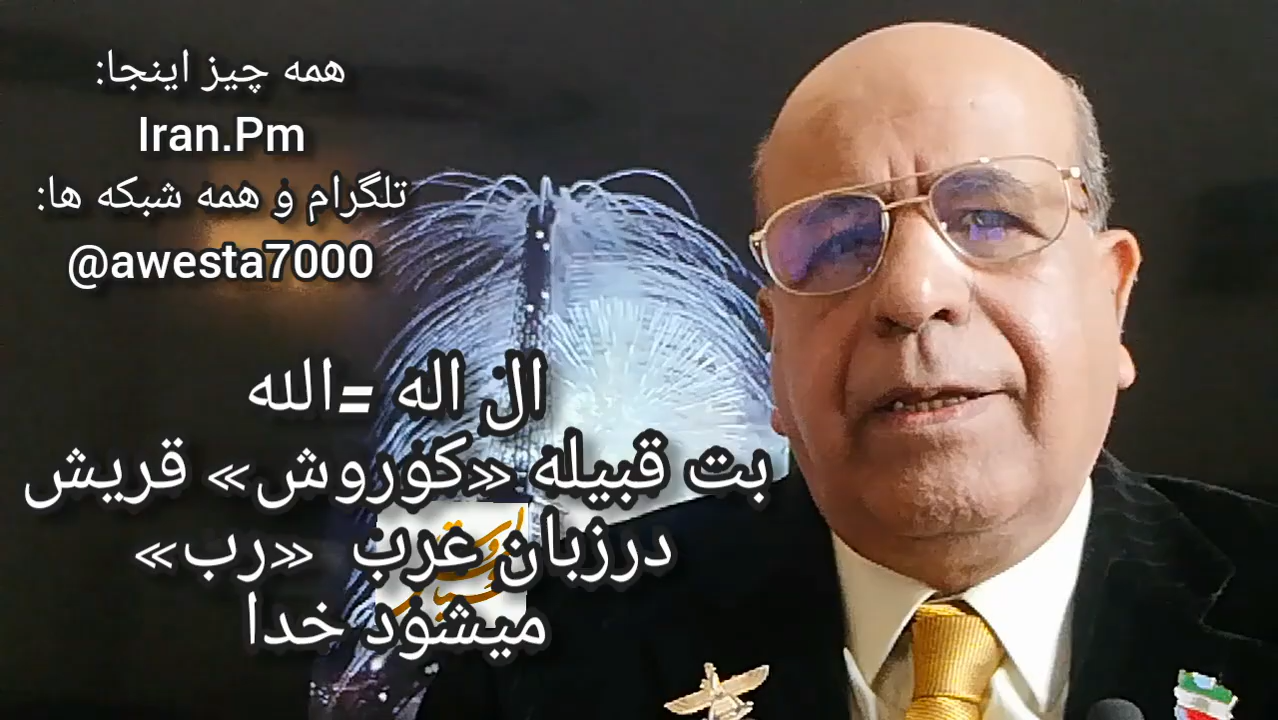 همه چیز اینجا:
Iran.Pm
تلگرام و همه شبکه ها:
@awesta7000
ال اله =الله
بت قبیله «کوروش» قریش
درزبان عرب «رب»
میشود خدا